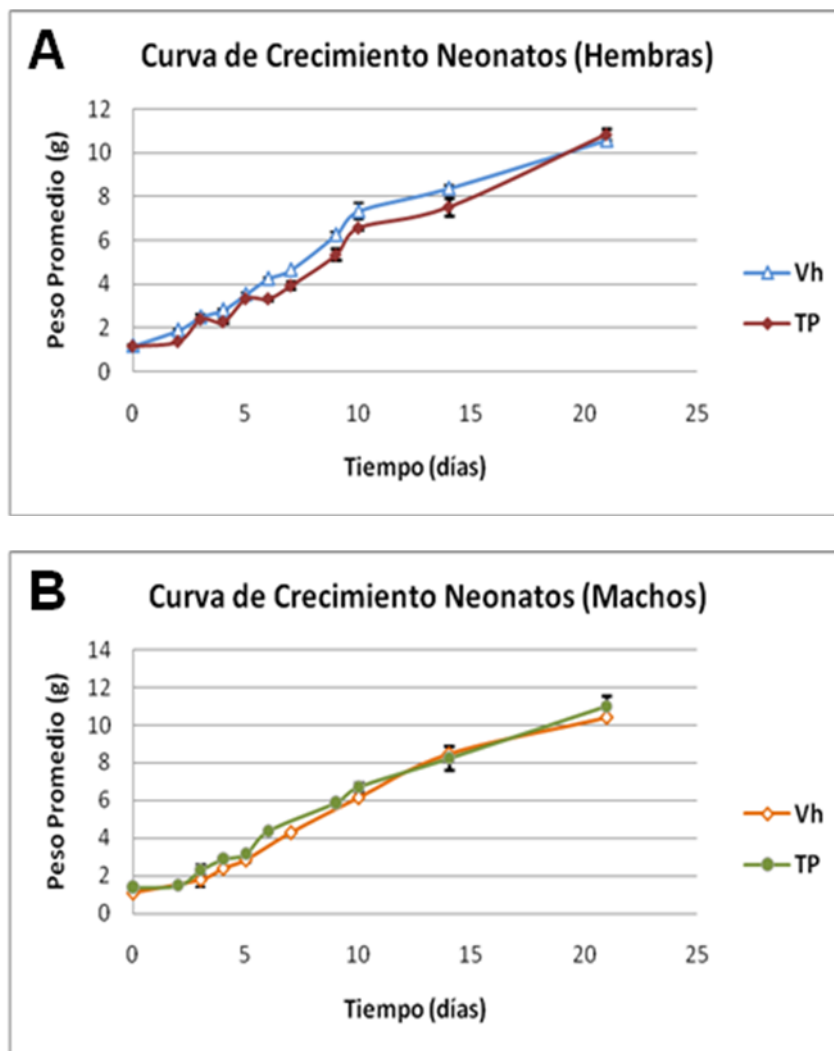 A
Curva de Crecimiento Neonatos (Hembras)
Peso Promedio (g)
12
10
8
6
4
2
0
0 5 10 15 20 25
Tiempo (días)
Vh
TP
B
Curva de Crecimiento Neonatos (Machos)
Peso Promedio (g)
14
12
10
8
6
4
2
0
0 5 10 15 20 25
Tiempo (días)
Vh
TP